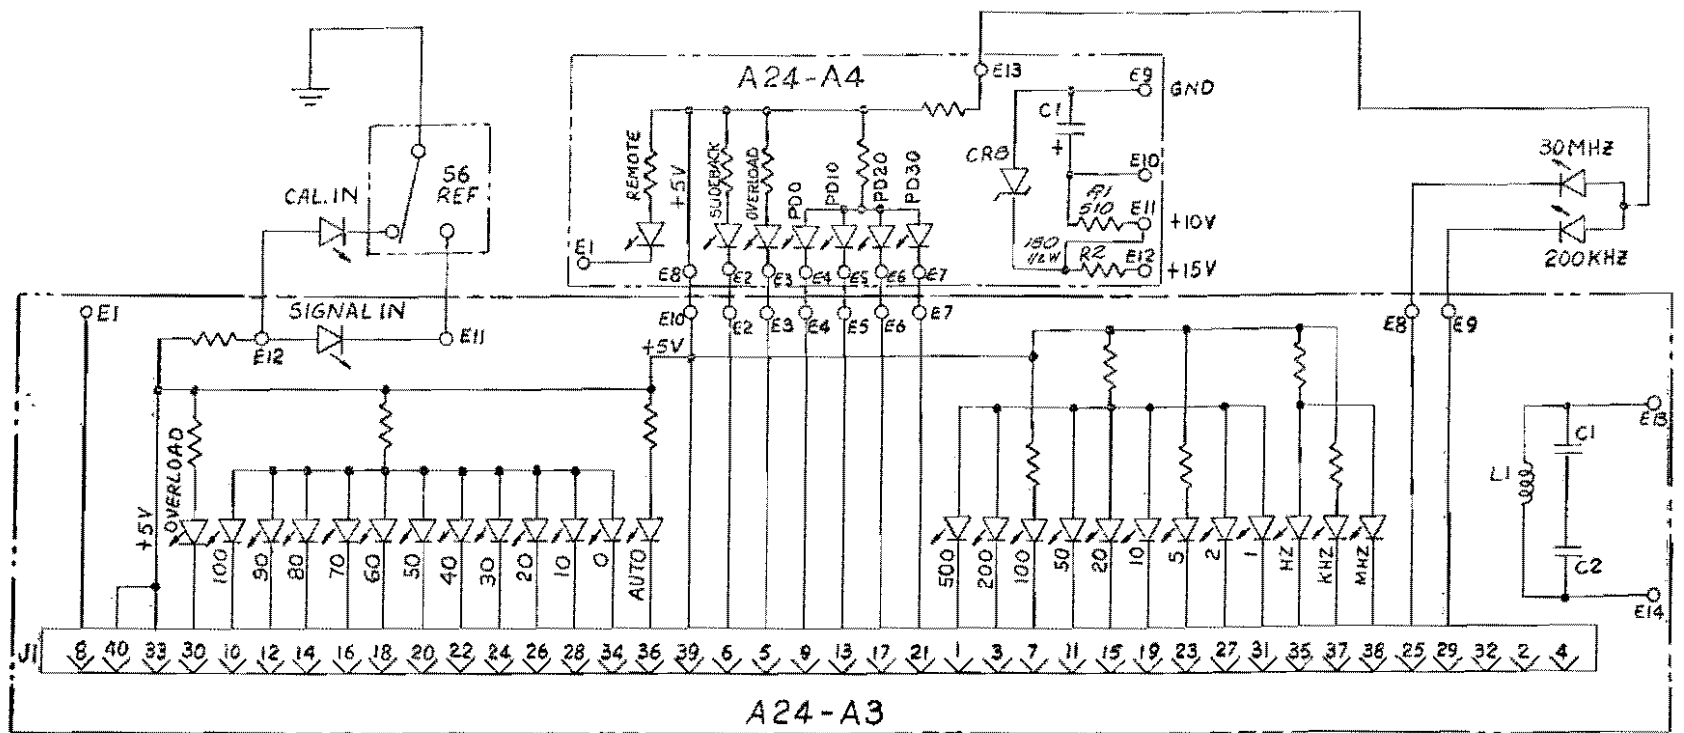 A24-A4
E13
E9
GND
C1
+
CR8
E10
R1
510
E11
+10V
180
1/2W
R2
E12
+15V
REMOTE
+5V
SLIDEBACK
OVERLOAD
PD0
PD10
PD20
PD30
E1
E8
E2
E3
E4
E5
E6
E7
S6
REF
CAL. IN
30MHZ
200KHZ
E1
SIGNAL IN
E12
E11
E10
E2
E3
E4
E5
E6
E7
E8
E9
+5V
+5V
OVERLOAD
100
90
80
70
60
50
40
30
20
10
0
AUTO
500
200
100
50
20
10
5
2
1
HZ
KHZ
MHZ
L1
C1
C2
E13
E14
J1
8 40 33 30 10 12 14 16 18 20 22 24 26 28 34 36 39 6 5 9 13 17 21 1 3 7 11 15 19 23 27 31 35 37 38 25 29 32 2 4
A24-A3